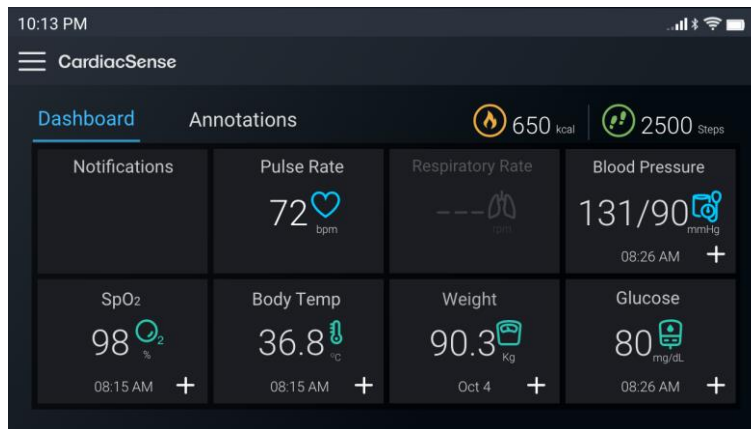 10:13 PM
CardiacSense
Dashboard Annotations 650 kcal 2500 Steps
Notifications
Pulse Rate
72 bpm
Respiratory Rate
--- rpm
Blood Pressure
131/90 mmHg
08:26 AM +
SpO₂
98 %
O₂
08:15 AM +
Body Temp
36.8 °C
08:15 AM +
Weight
90.3 Kg
Oct 4 +
Glucose
80 mg/dL
08:26 AM +